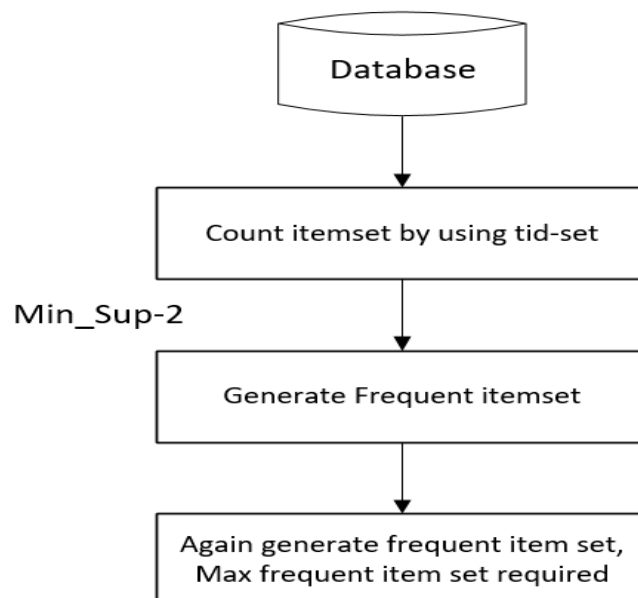 Database
Count itemset by using tid-set
Min_Sup-2
Generate Frequent itemset
Again generate frequent item set,
Max frequent item set required